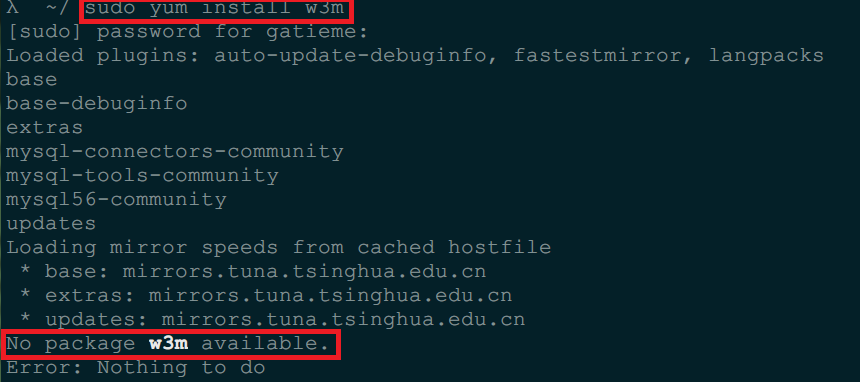 λ ~/ sudo yum install w3m
[sudo] password for gatieme:
Loaded plugins: auto-update-debuginfo, fastestmirror, langpacks
base
base-debuginfo
extras
mysql-connectors-community
mysql-tools-community
mysql56-community
updates
Loading mirror speeds from cached hostfile
 * base: mirrors.tuna.tsinghua.edu.cn
 * extras: mirrors.tuna.tsinghua.edu.cn
 * updates: mirrors.tuna.tsinghua.edu.cn
No package w3m available.
Error: Nothing to do